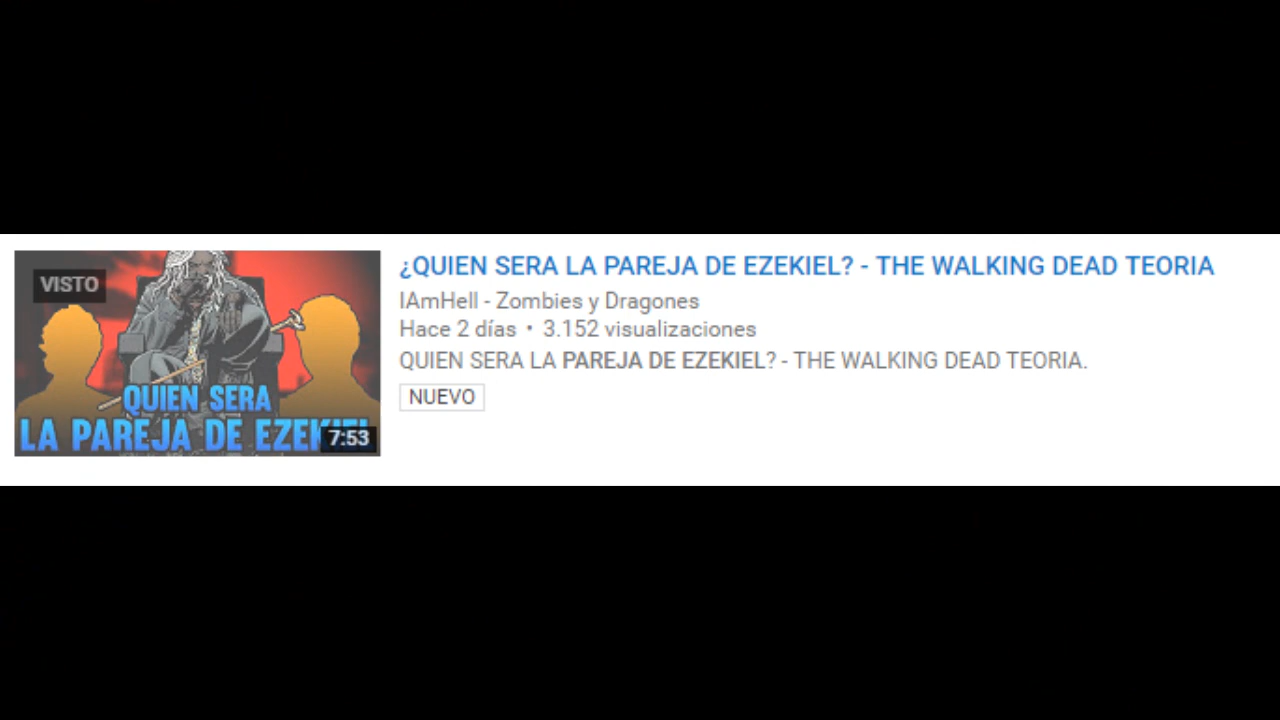 VISTO
QUIEN SERA
LA PAREJA DE EZEKIEL
7:53
¿QUIEN SERA LA PAREJA DE EZEKIEL? - THE WALKING DEAD TEORIA
IAmHell - Zombies y Dragones
Hace 2 días • 3.152 visualizaciones
QUIEN SERA LA PAREJA DE EZEKIEL? - THE WALKING DEAD TEORIA.
NUEVO